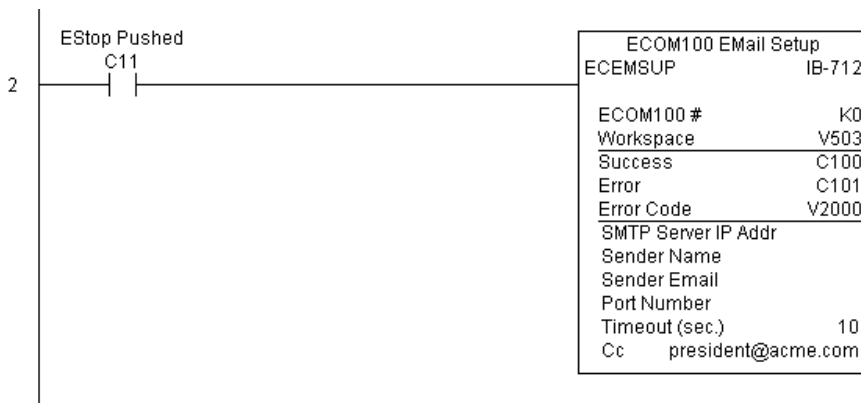 EStop Pushed
C11
2
ECOM100 EMail Setup
ECEMSUP IB-712
ECOM100 # K0
Workspace V503
Success C100
Error C101
Error Code V2000
SMTP Server IP Addr
Sender Name
Sender Email
Port Number
Timeout (sec.) 10
Cc president@acme.com